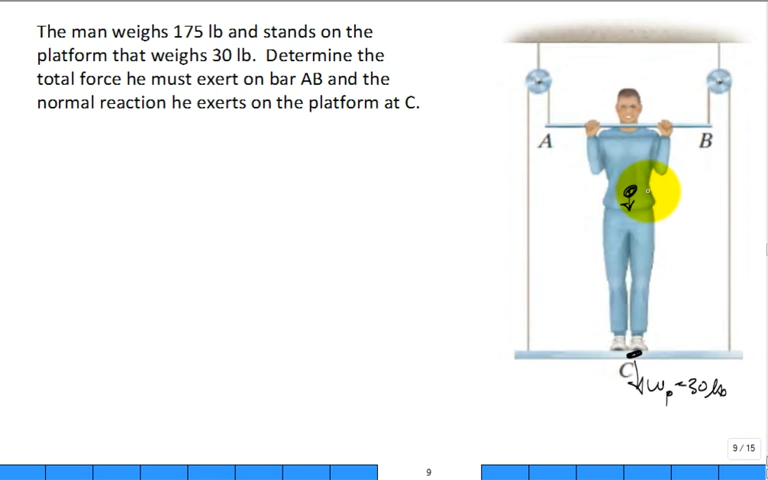 The man weighs 175 lb and stands on the
platform that weighs 30 lb.  Determine the
total force he must exert on bar AB and the
normal reaction he exerts on the platform at C.
A
B
C
Wp = 30 lb
9 / 15
9